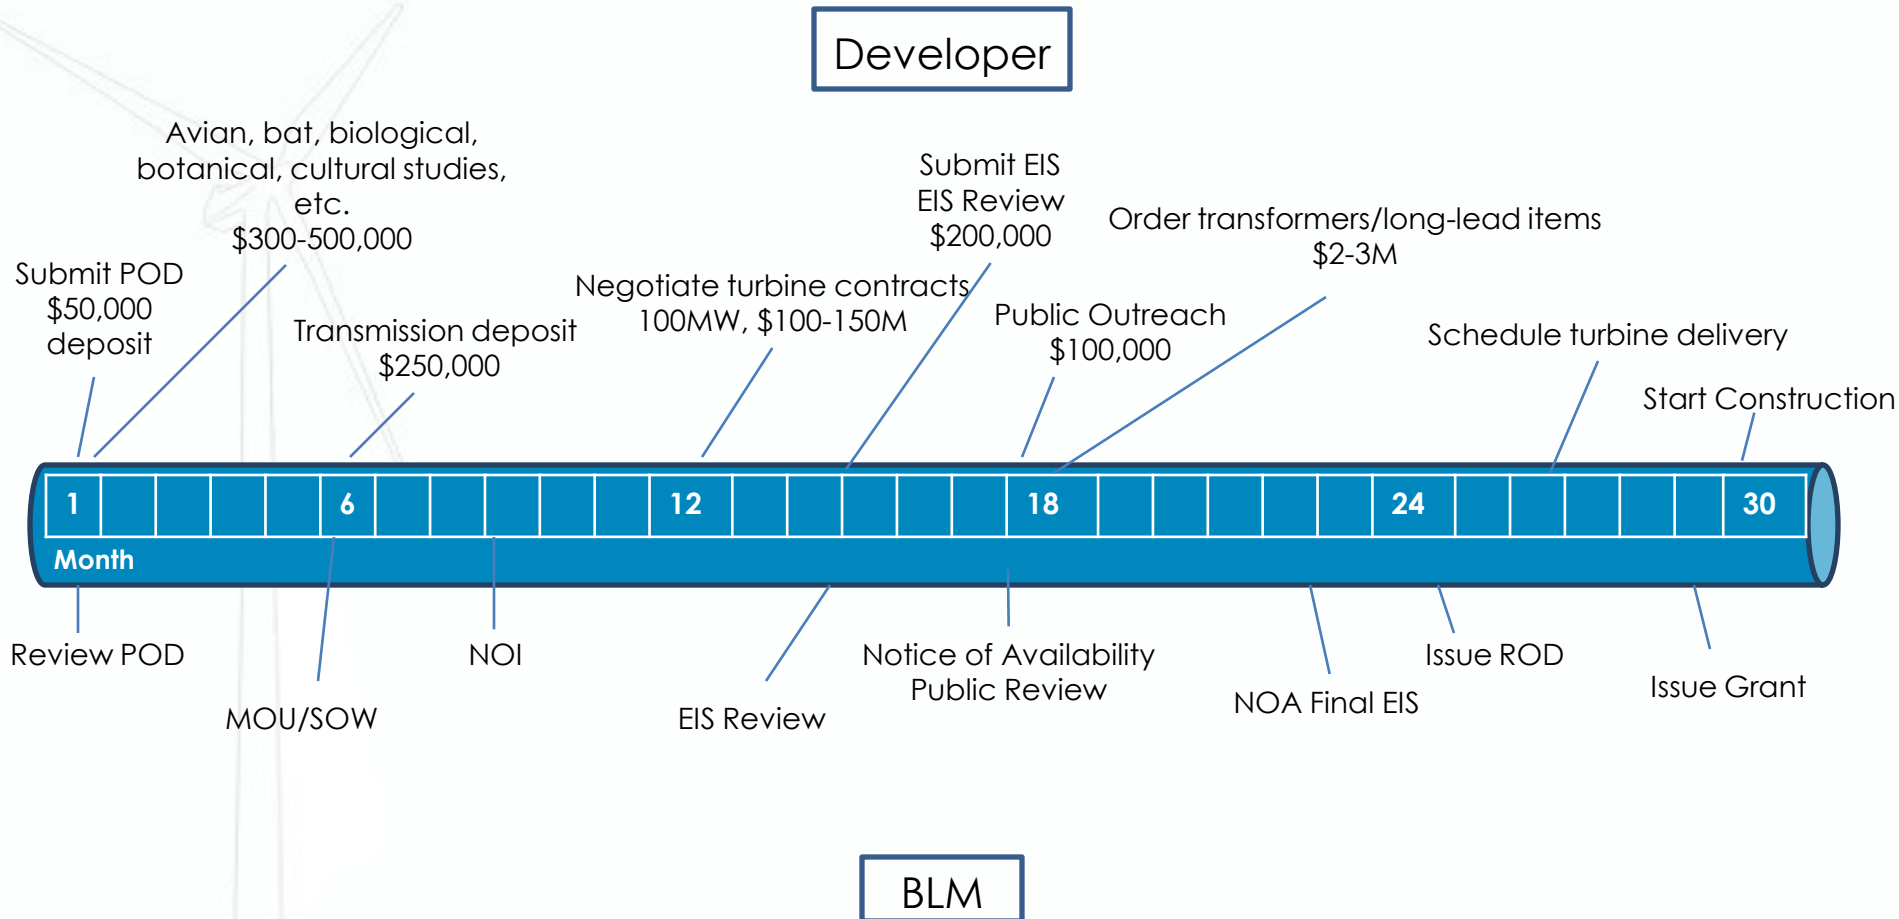 Developer
Avian, bat, biological,
botanical, cultural studies,
etc.
$300-500,000
Submit POD
$50,000
deposit
Transmission deposit
$250,000
Negotiate turbine contracts
100MW, $100-150M
Submit EIS
EIS Review
$200,000
Public Outreach
$100,000
Order transformers/long-lead items
$2-3M
Schedule turbine delivery
Start Construction
1
6
12
18
24
30
Month
Review POD
MOU/SOW
NOI
EIS Review
Notice of Availability
Public Review
NOA Final EIS
Issue ROD
Issue Grant
BLM